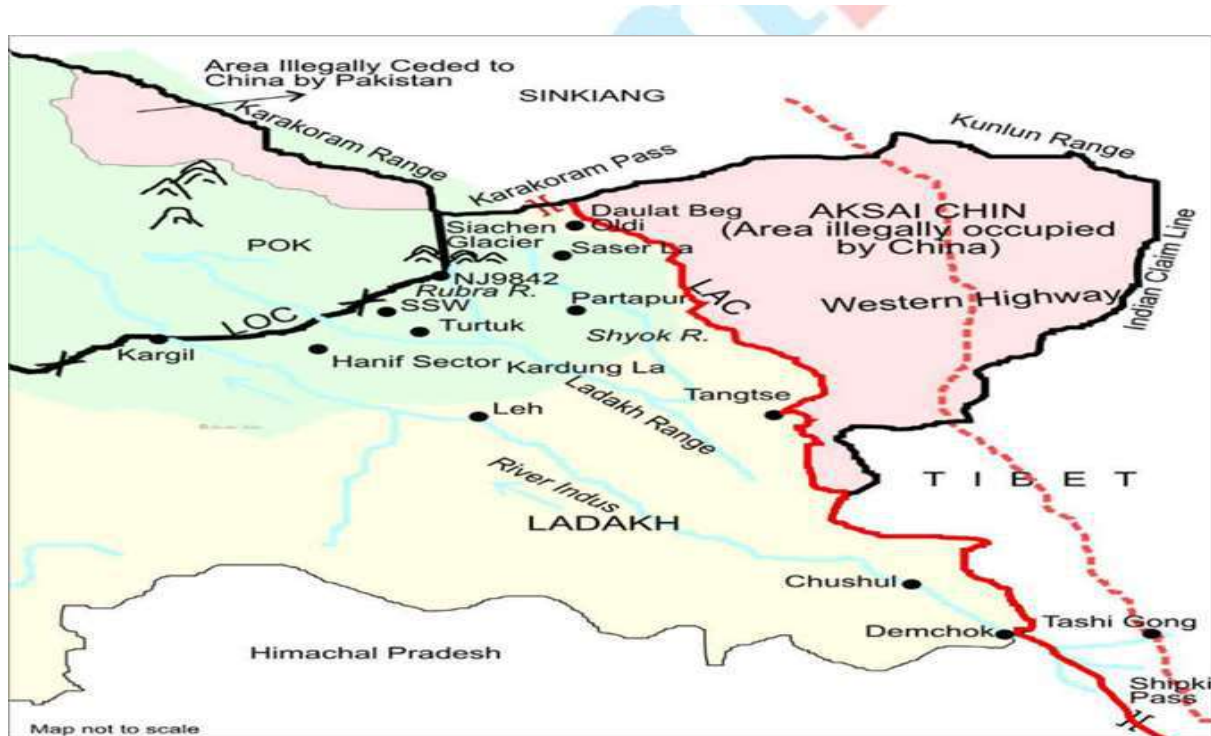 Area Illegally Ceded to
China by Pakistan
SINKIANG
Karakoram Range
Karakoram Pass
Kunlun Range
Daulat Beg
Oldi
Siachen
Glacier
Saser La
AKSAI CHIN
(Area illegally occupied
by China)
Indian Claim Line
POK
NJ9842
Rubra R.
SSW
Partapur
LAC
Western Highway
LOC
Turtuk
Shyok R.
Kargil
Hanif Sector
Kardung La
Ladakh Range
Tangtse
Leh
River Indus
TIBET
LADAKH
Chushul
Demchok
Tashi Gong
Himachal Pradesh
Shipki
Pass
Map not to scale